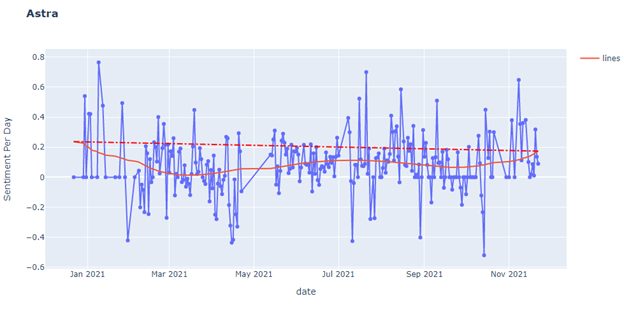 Astra
0.8
0.6
0.4
0.2
0
−0.2
−0.4
−0.6
Sentiment Per Day
Jan 2021
Mar 2021
May 2021
Jul 2021
Sep 2021
Nov 2021
date
lines